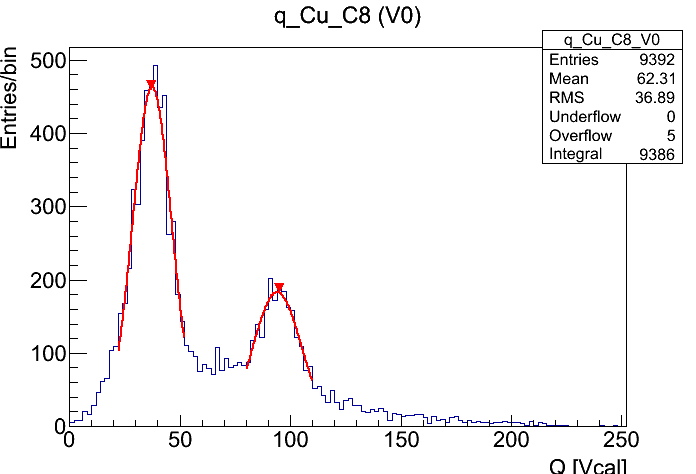 q_Cu_C8 (V0)
q_Cu_C8_V0
Entries 9392
Mean 62.31
RMS 36.89
Underflow 0
Overflow 5
Integral 9386
Entries/bin
500
400
300
200
100
0
0 50 100 150 200 250
Q [Vcal]